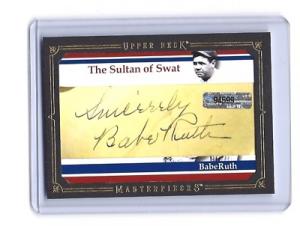 UPPER DECK
The Sultan of Swat
Sincerely
Babe Ruth
BabeRuth
MASTERPIECES